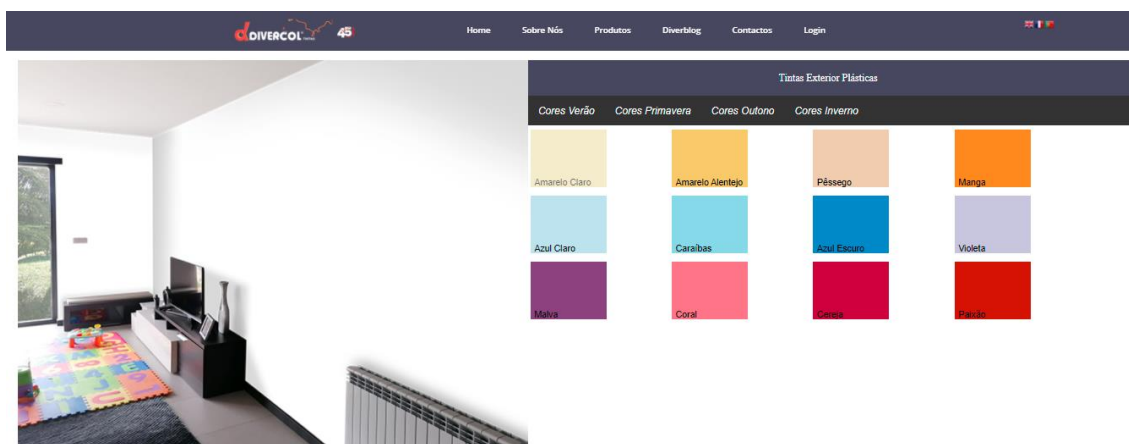 DIVERCOL 45
Home Sobre Nós Produtos Diverblog Contactos Login
Tintas Exterior Plásticas
Cores Verão Cores Primavera Cores Outono Cores Inverno
Amarelo Claro Amarelo Alentejo Pêssego Manga
Azul Claro Caraíbas Azul Escuro Violeta
Malva Coral Cereja Paixão